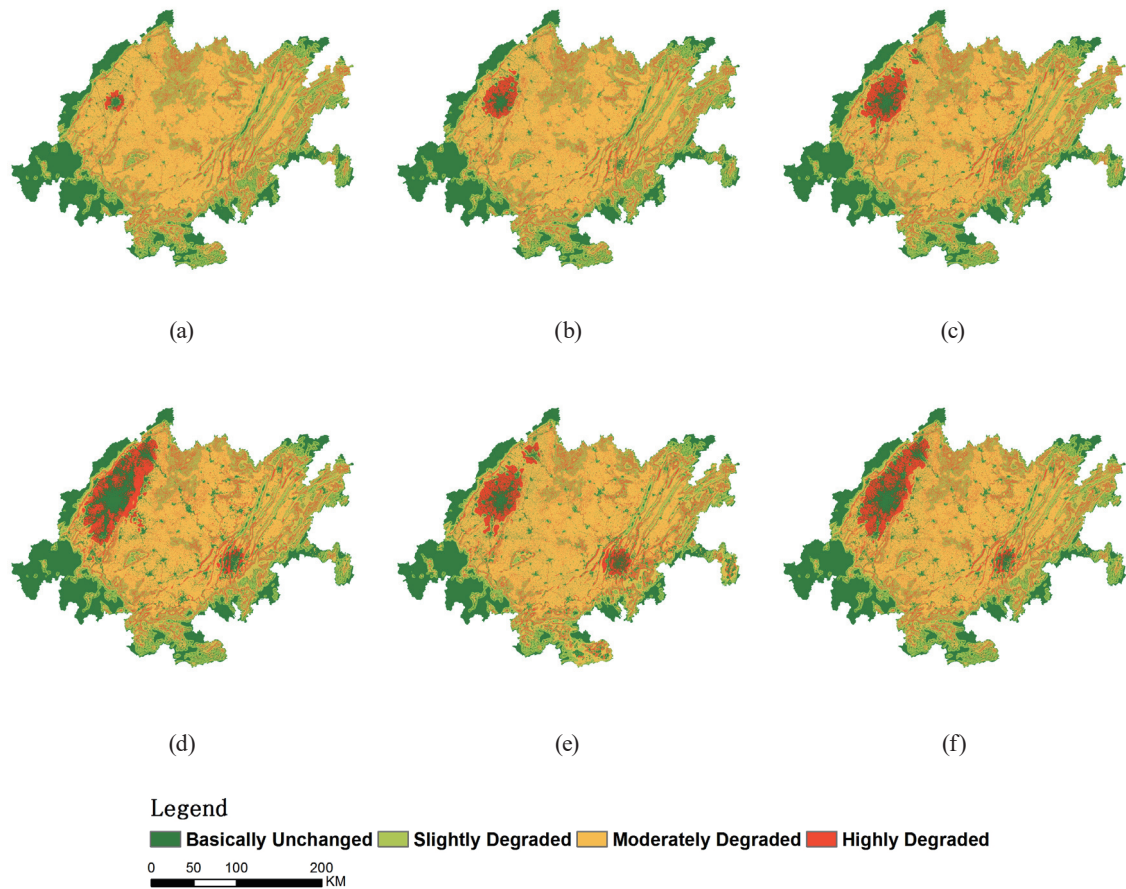 (a) (b) (c)
(d) (e) (f)
Legend
Basically Unchanged Slightly Degraded Moderately Degraded Highly Degraded
0 50 100 200
KM